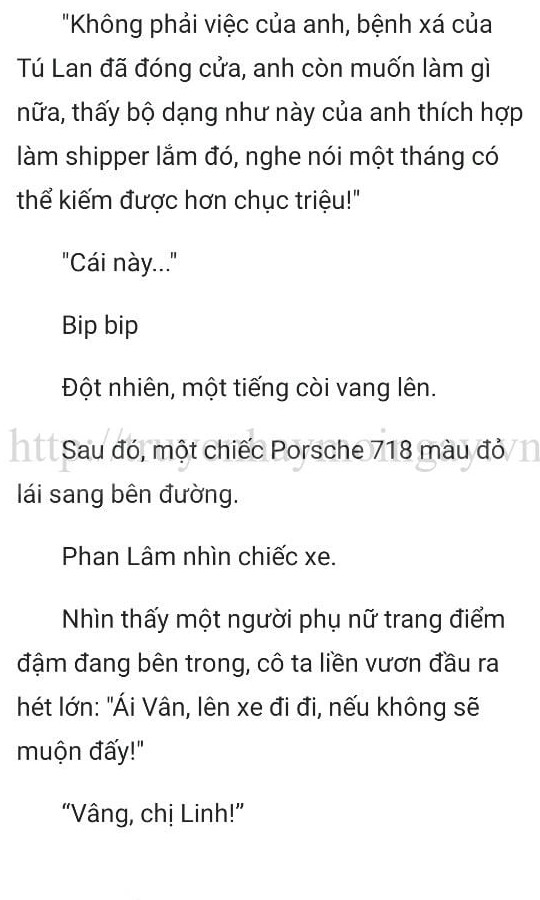 "Không phải việc của anh, bệnh xá của
Tú Lan đã đóng cửa, anh còn muốn làm gì
nữa, thấy bộ dạng như này của anh thích hợp
làm shipper lắm đó, nghe nói một tháng có
thể kiếm được hơn chục triệu!"
"Cái này..."
Bip bip
Đột nhiên, một tiếng còi vang lên.
http://truyenhaymoingay.vn
Sau đó, một chiếc Porsche 718 màu đỏ
lái sang bên đường.
Phan Lâm nhìn chiếc xe.
Nhìn thấy một người phụ nữ trang điểm
đậm đang bên trong, cô ta liền vươn đầu ra
hét lớn: "Ái Vân, lên xe đi đi, nếu không sẽ
muộn đấy!"
“Vâng, chị Linh!”